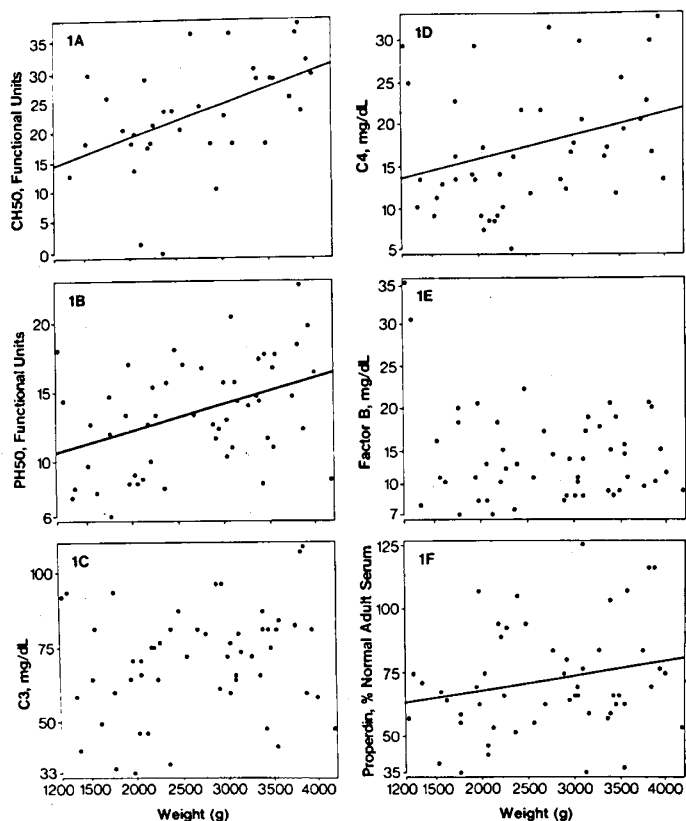 1A
CH50, Functional Units
35
30
25
20
15
10
5
0
1D
C4, mg/dL
30
25
20
15
10
5
1B
PH50, Functional Units
20
15
10
6
1E
Factor B, mg/dL
35
30
20
15
10
7
1C
C3, mg/dL
100
75
50
33
1200 1500 2000 2500 3000 3500 4000
Weight (g)
1F
Properdin, % Normal Adult Serum
125
100
75
50
35
1200 1500 2000 2500 3000 3500 4000
Weight (g)